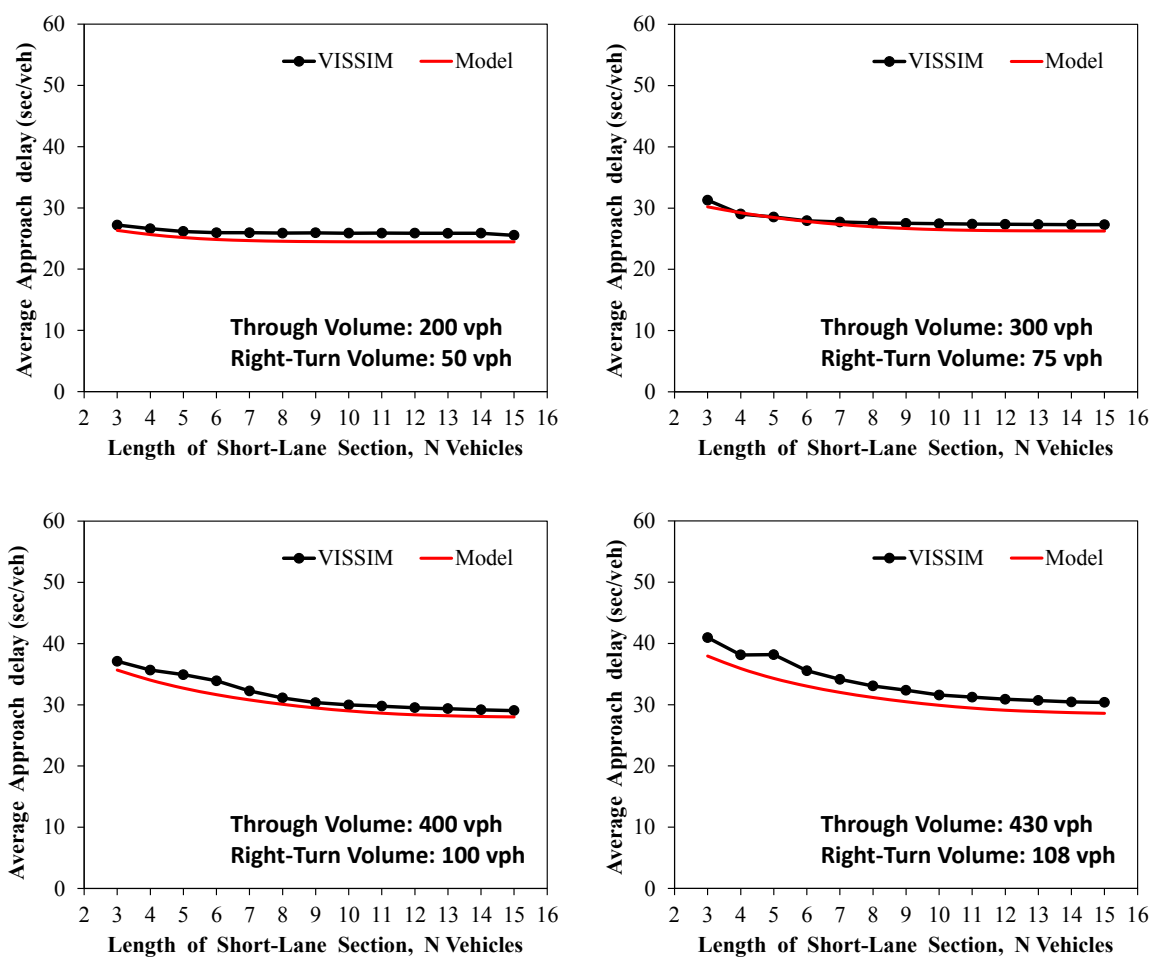 60
50
40
30
20
10
0
Average Approach delay (sec/veh)
VISSIM Model
Through Volume: 200 vph
Right-Turn Volume: 50 vph
2 3 4 5 6 7 8 9 10 11 12 13 14 15 16
Length of Short-Lane Section, N Vehicles
60
50
40
30
20
10
0
Average Approach delay (sec/veh)
VISSIM Model
Through Volume: 300 vph
Right-Turn Volume: 75 vph
2 3 4 5 6 7 8 9 10 11 12 13 14 15 16
Length of Short-Lane Section, N Vehicles
60
50
40
30
20
10
0
Average Approach delay (sec/veh)
VISSIM Model
Through Volume: 400 vph
Right-Turn Volume: 100 vph
2 3 4 5 6 7 8 9 10 11 12 13 14 15 16
Length of Short-Lane Section, N Vehicles
60
50
40
30
20
10
0
Average Approach delay (sec/veh)
VISSIM Model
Through Volume: 430 vph
Right-Turn Volume: 108 vph
2 3 4 5 6 7 8 9 10 11 12 13 14 15 16
Length of Short-Lane Section, N Vehicles